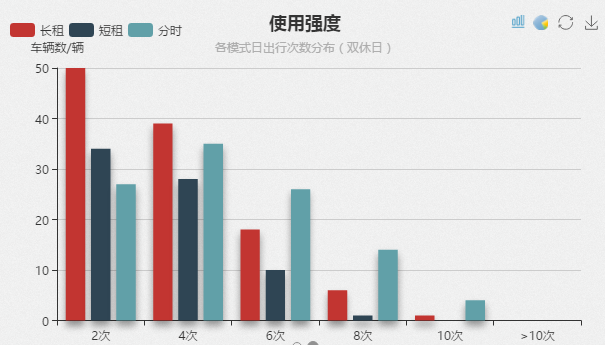 使用强度
长租 短租 分时
各模式日出行次数分布（双休日）
车辆数/辆
50
40
30
20
10
0
2次 4次 6次 8次 10次 >10次